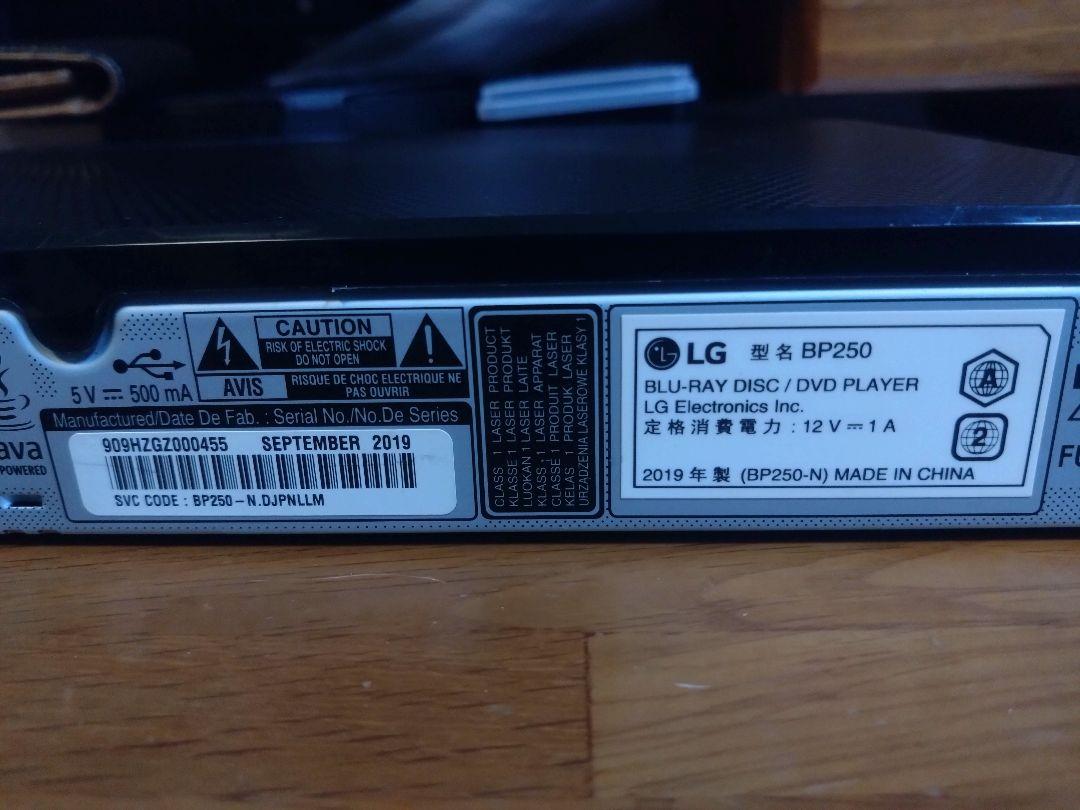 5 V ⎓ 500 mA
CAUTION
RISK OF ELECTRIC SHOCK
DO NOT OPEN
AVIS
RISQUE DE CHOC ELECTRIQUE NE
PAS OUVRIR
Manufactured/Date De Fab. : Serial No./No.De Series
909HZGZ000455 SEPTEMBER 2019
SVC CODE : BP250-N.DJPNLLM
POWERED
CLASS 1 LASER PRODUCT
KLASSE 1 LASER PRODUKT
LUOKAN 1 LASER LAITE
KLASS - 1 LASER APPARAT
CLASSE 1 PRODUIT LASER
KELAS 1 PRODUK LASER
URZĄDZENIA LASEROWE KLASY 1
LG 型名 BP250
BLU-RAY DISC / DVD PLAYER
LG Electronics Inc.
定格消費電力 : 12 V ⎓ 1 A
2019 年 製 (BP250-N) MADE IN CHINA
A
2